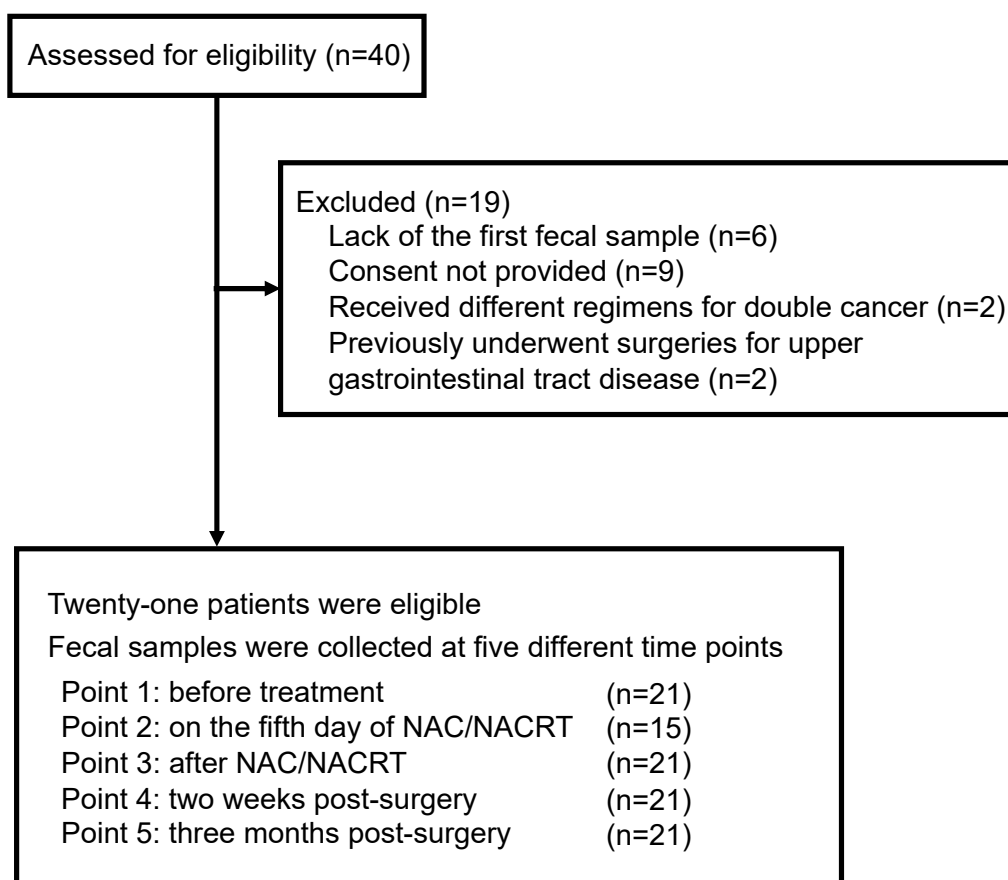 Assessed for eligibility (n=40)
Excluded (n=19)
Lack of the first fecal sample (n=6)
Consent not provided (n=9)
Received different regimens for double cancer (n=2)
Previously underwent surgeries for upper
gastrointestinal tract disease (n=2)
Twenty-one patients were eligible
Fecal samples were collected at five different time points
Point 1: before treatment (n=21)
Point 2: on the fifth day of NAC/NACRT (n=15)
Point 3: after NAC/NACRT (n=21)
Point 4: two weeks post-surgery (n=21)
Point 5: three months post-surgery (n=21)